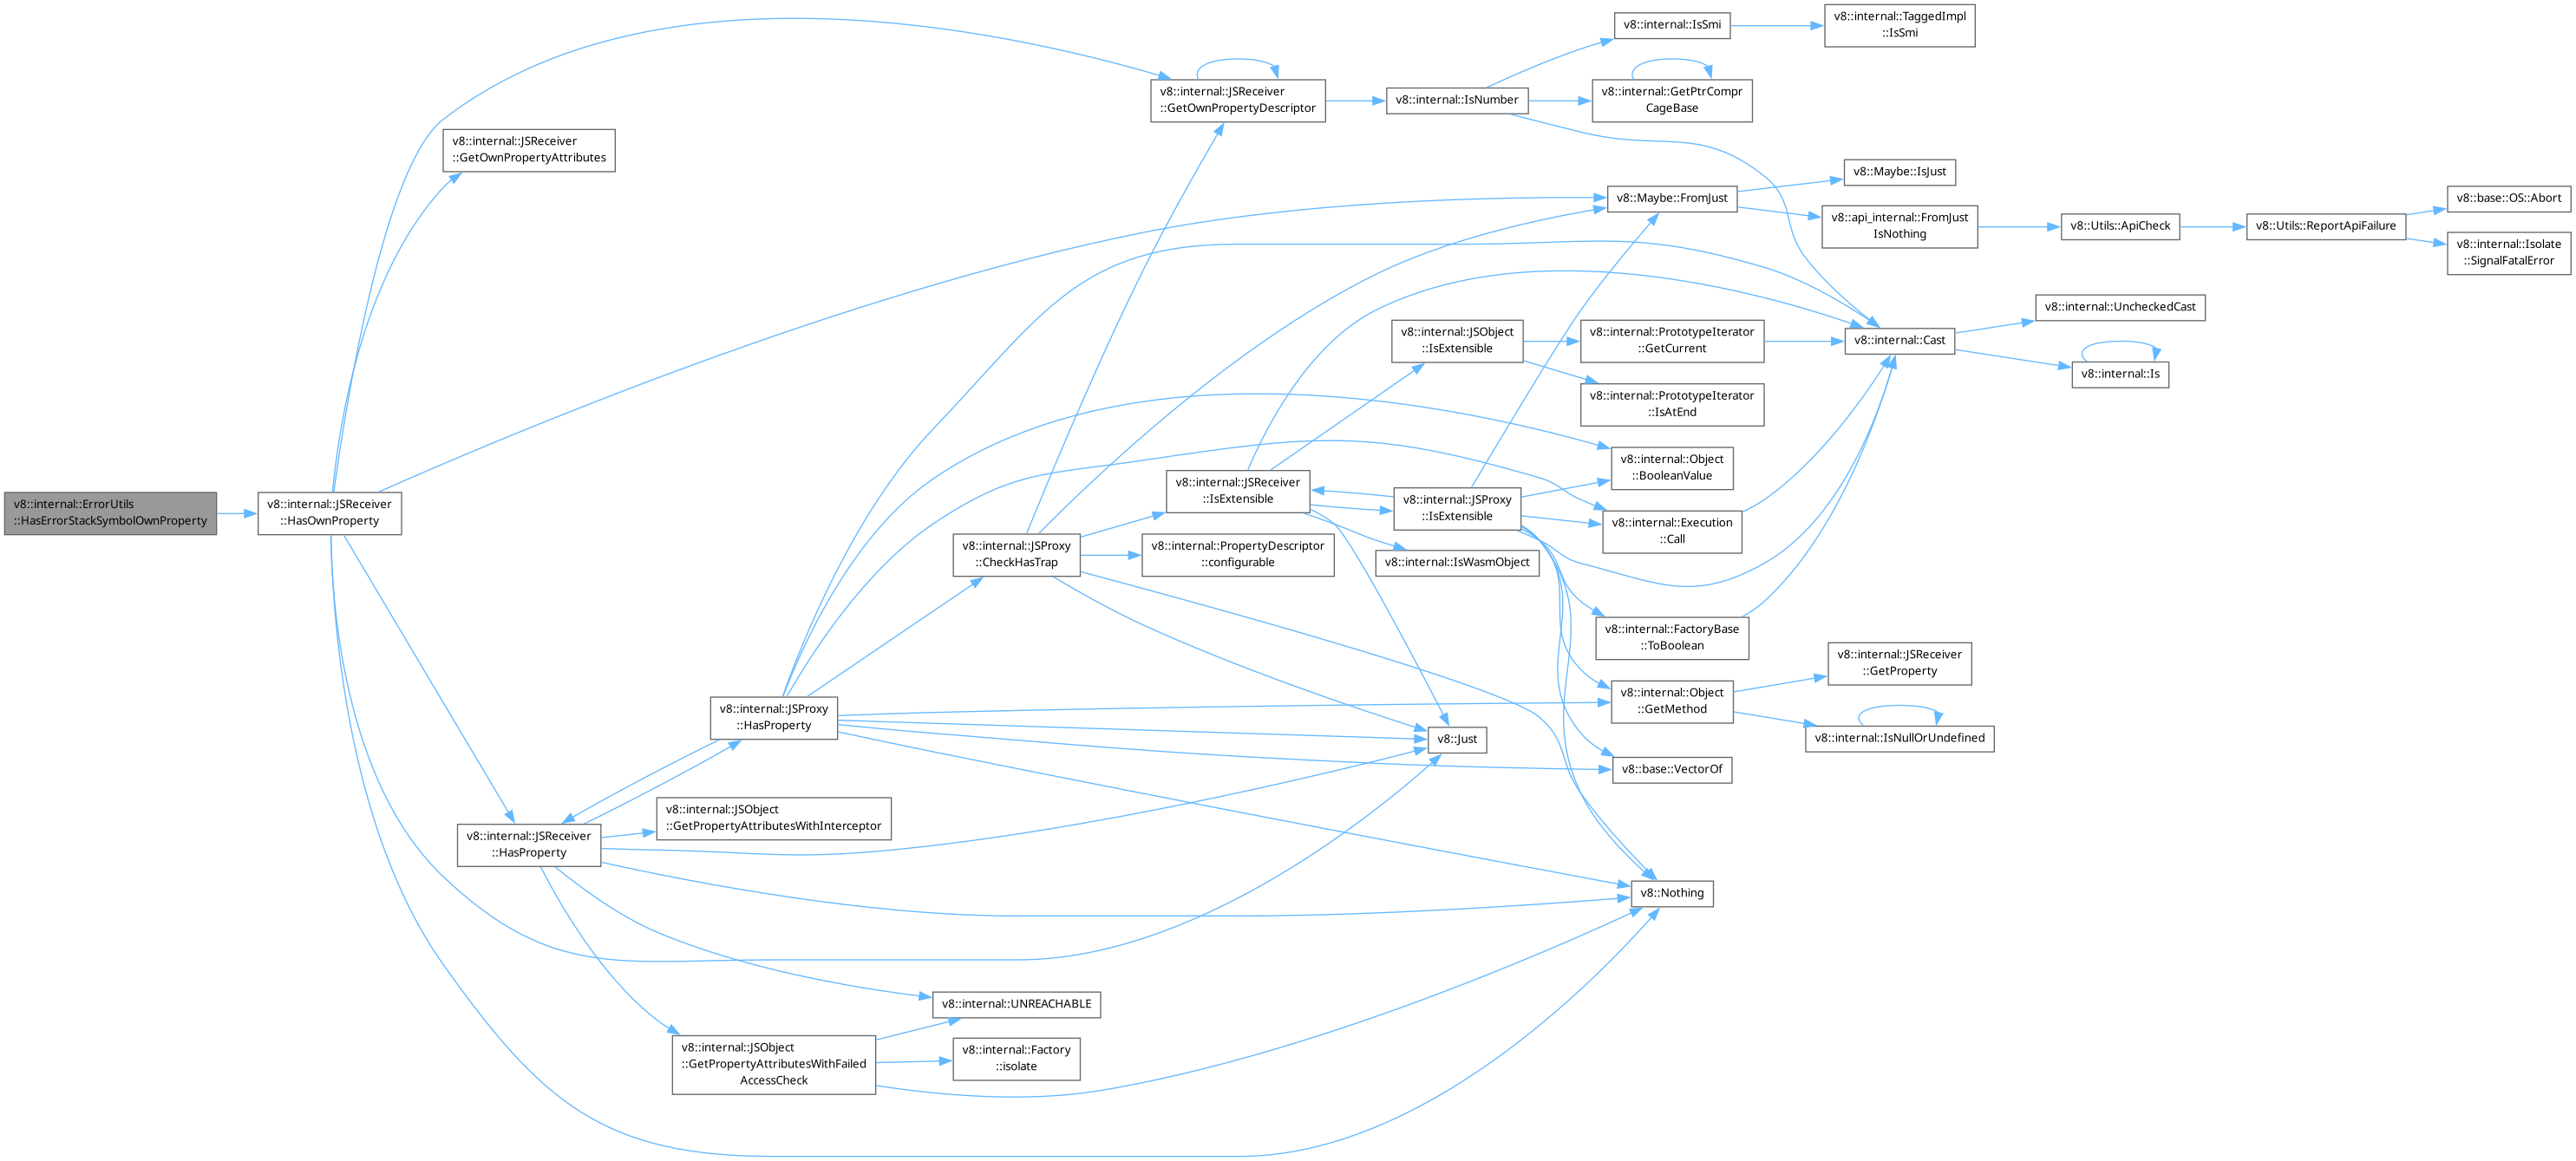 v8::internal::ErrorUtils
::HasErrorStackSymbolOwnProperty
v8::internal::JSReceiver
::HasOwnProperty
v8::internal::JSReceiver
::GetOwnPropertyAttributes
v8::internal::JSReceiver
::GetOwnPropertyDescriptor
v8::internal::IsNumber
v8::internal::IsSmi
v8::internal::TaggedImpl
::IsSmi
v8::internal::GetPtrCompr
CageBase
v8::Maybe::FromJust
v8::Maybe::IsJust
v8::api_internal::FromJust
IsNothing
v8::Utils::ApiCheck
v8::Utils::ReportApiFailure
v8::base::OS::Abort
v8::internal::Isolate
::SignalFatalError
v8::internal::Cast
v8::internal::UncheckedCast
v8::internal::Is
v8::internal::JSObject
::IsExtensible
v8::internal::PrototypeIterator
::GetCurrent
v8::internal::PrototypeIterator
::IsAtEnd
v8::internal::JSReceiver
::IsExtensible
v8::internal::JSProxy
::IsExtensible
v8::internal::Object
::BooleanValue
v8::internal::Execution
::Call
v8::internal::JSProxy
::CheckHasTrap
v8::internal::PropertyDescriptor
::configurable
v8::internal::IsWasmObject
v8::internal::FactoryBase
::ToBoolean
v8::internal::Object
::GetMethod
v8::internal::JSReceiver
::GetProperty
v8::internal::IsNullOrUndefined
v8::internal::JSProxy
::HasProperty
v8::Just
v8::base::VectorOf
v8::internal::JSReceiver
::HasProperty
v8::internal::JSObject
::GetPropertyAttributesWithInterceptor
v8::Nothing
v8::internal::UNREACHABLE
v8::internal::JSObject
::GetPropertyAttributesWithFailed
AccessCheck
v8::internal::Factory
::isolate